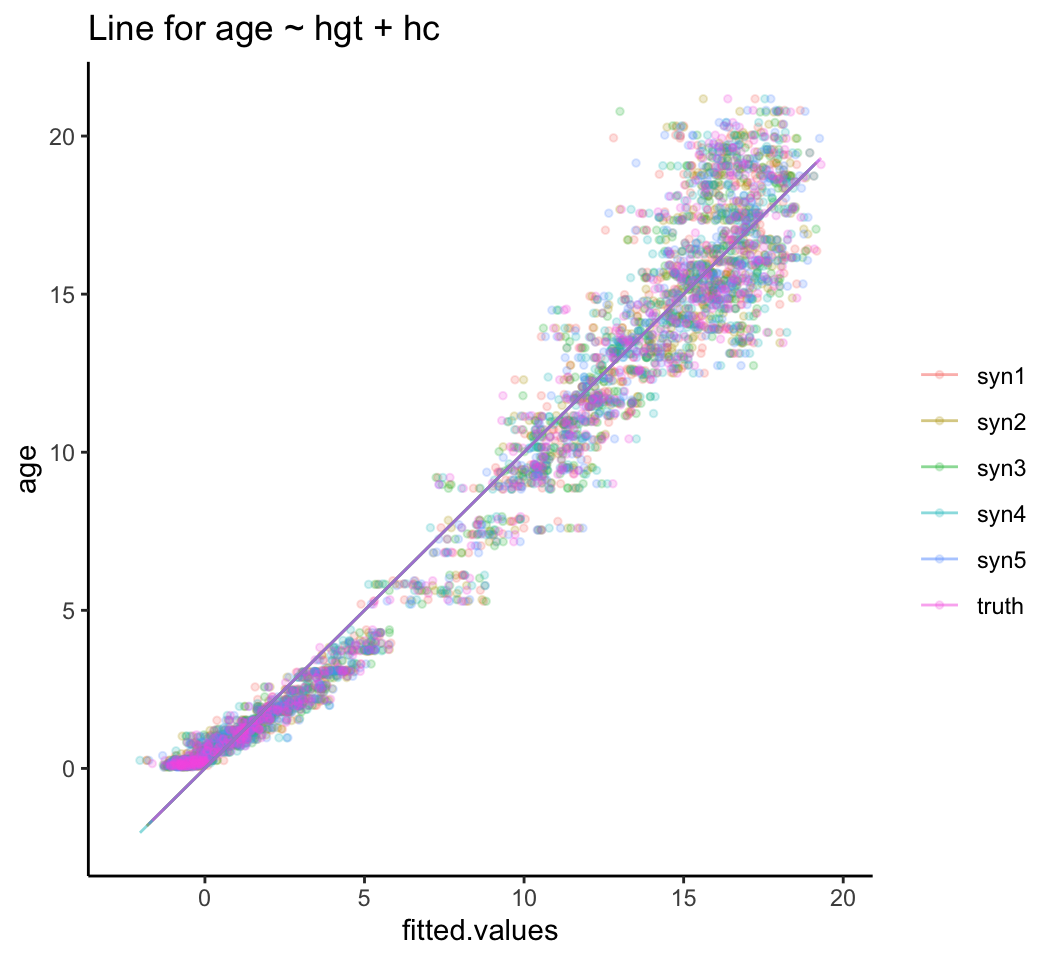 Line for age ~ hgt + hc
20
15
10
5
0
age
0 5 10 15 20
fitted.values
syn1
syn2
syn3
syn4
syn5
truth